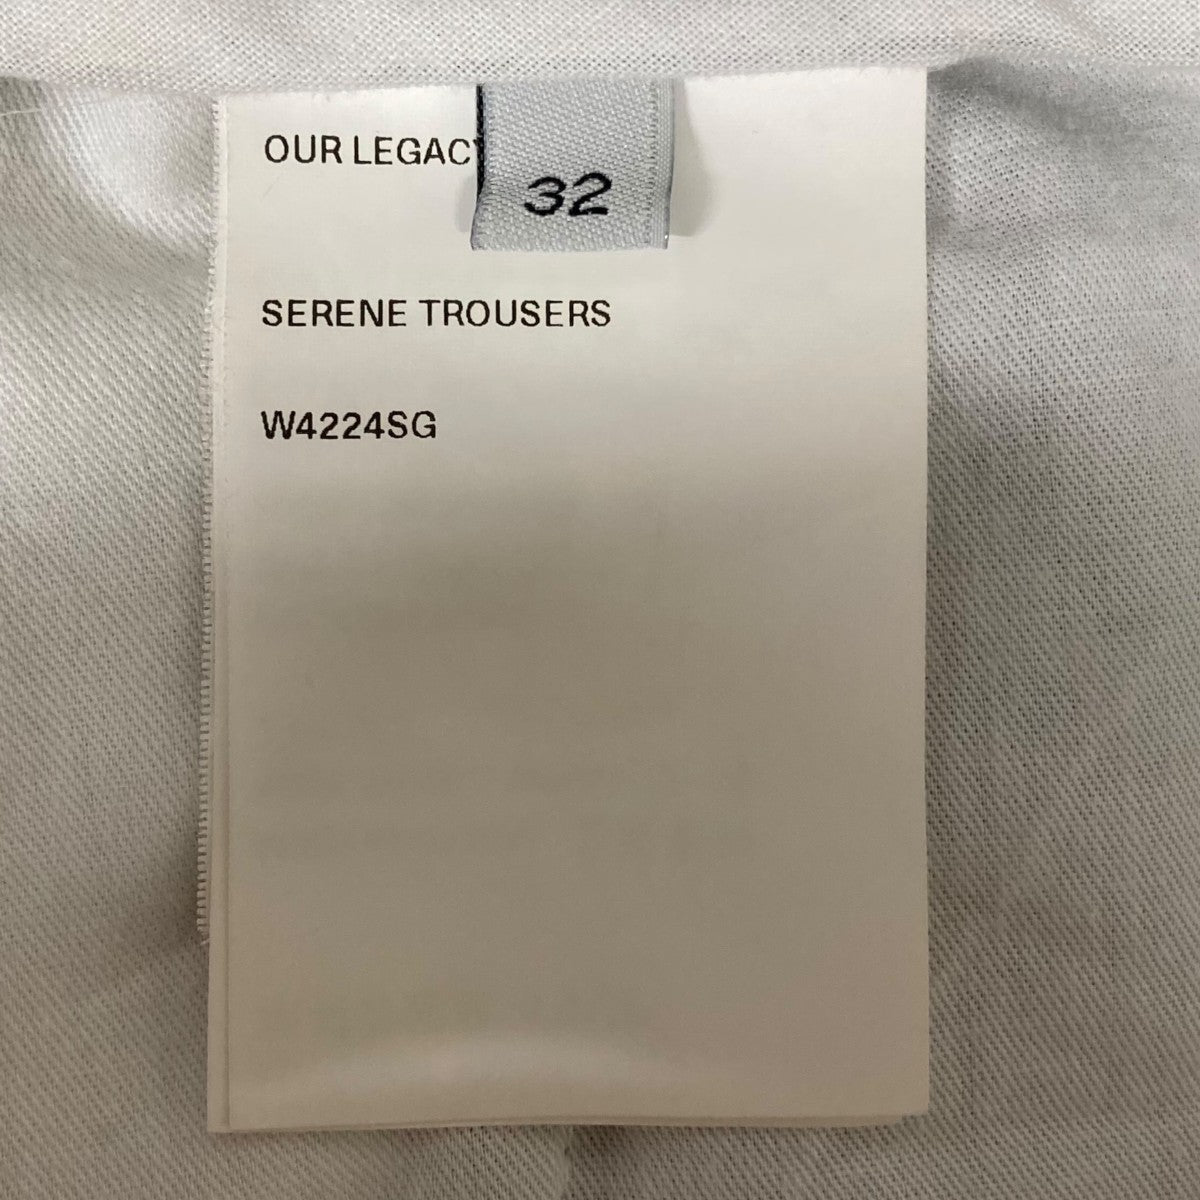 OUR LEGACY
32
SERENE TROUSERS
W4224SG